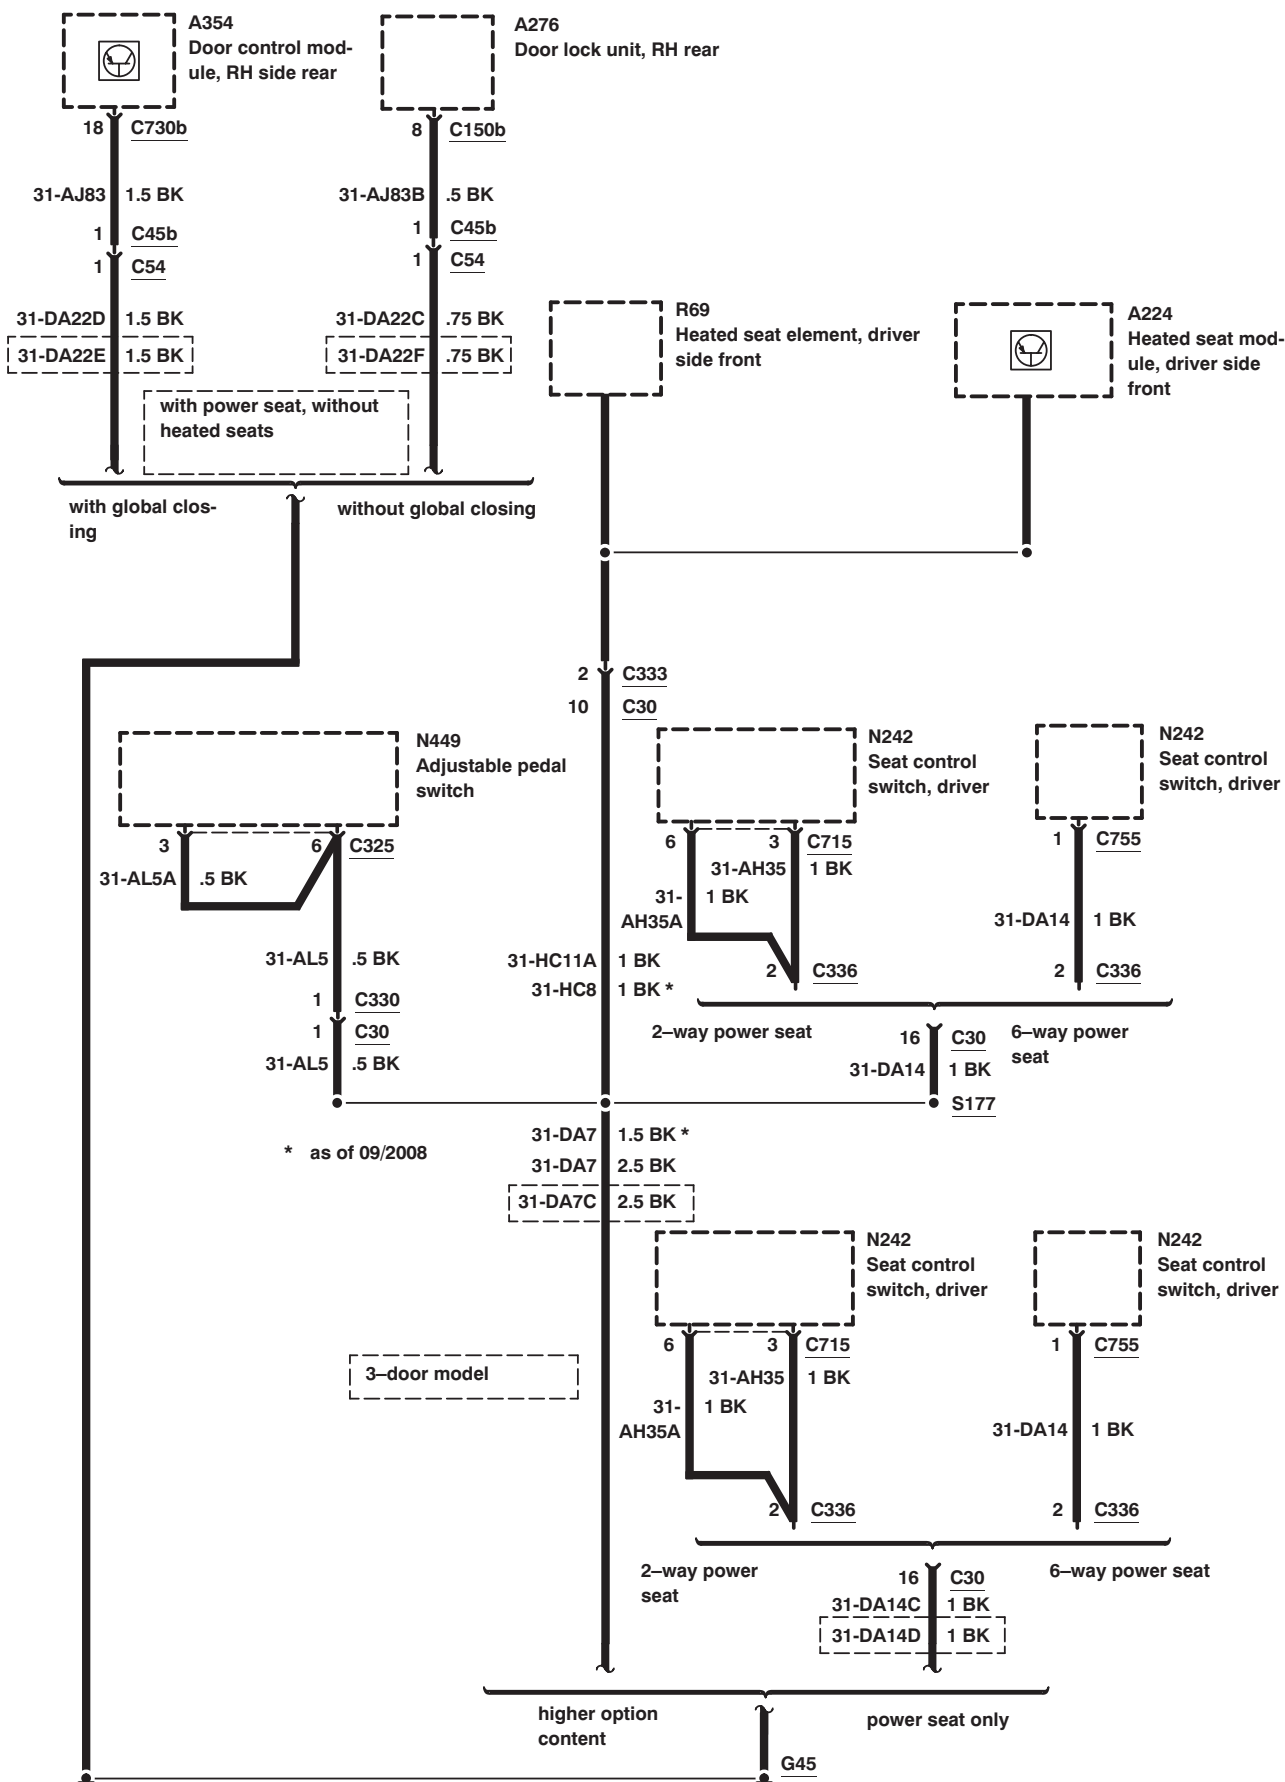 A354
Door control mod-
ule, RH side rear
A276
Door lock unit, RH rear
18 C730b
8 C150b
31-AJ83 1.5 BK
31-AJ83B .5 BK
1 C45b
1 C45b
1 C54
1 C54
31-DA22D 1.5 BK
31-DA22C .75 BK
31-DA22E 1.5 BK
31-DA22F .75 BK
R69
Heated seat element, driver
side front
A224
Heated seat mod-
ule, driver side
front
with power seat, without
heated seats
with global clos-
ing
without global closing
2 C333
10 C30
N449
Adjustable pedal
switch
N242
Seat control
switch, driver
N242
Seat control
switch, driver
3
6 C325
31-AL5A .5 BK
6
3 C715
31-AH35 1 BK
31-
AH35A
1 BK
1 C755
31-DA14 1 BK
31-AL5 .5 BK
31-HC11A 1 BK
31-HC8 1 BK *
2 C336
2 C336
1 C330
1 C30
31-AL5 .5 BK
2–way power seat
6–way power
seat
16 C30
31-DA14 1 BK
S177
31-DA7 1.5 BK *
* as of 09/2008
31-DA7 2.5 BK
31-DA7C 2.5 BK
N242
Seat control
switch, driver
N242
Seat control
switch, driver
6
3 C715
1 C755
3–door model
31-AH35 1 BK
31-
AH35A
1 BK
31-DA14 1 BK
2 C336
2 C336
2–way power
seat
6–way power seat
16 C30
31-DA14C 1 BK
31-DA14D 1 BK
higher option
content
power seat only
G45